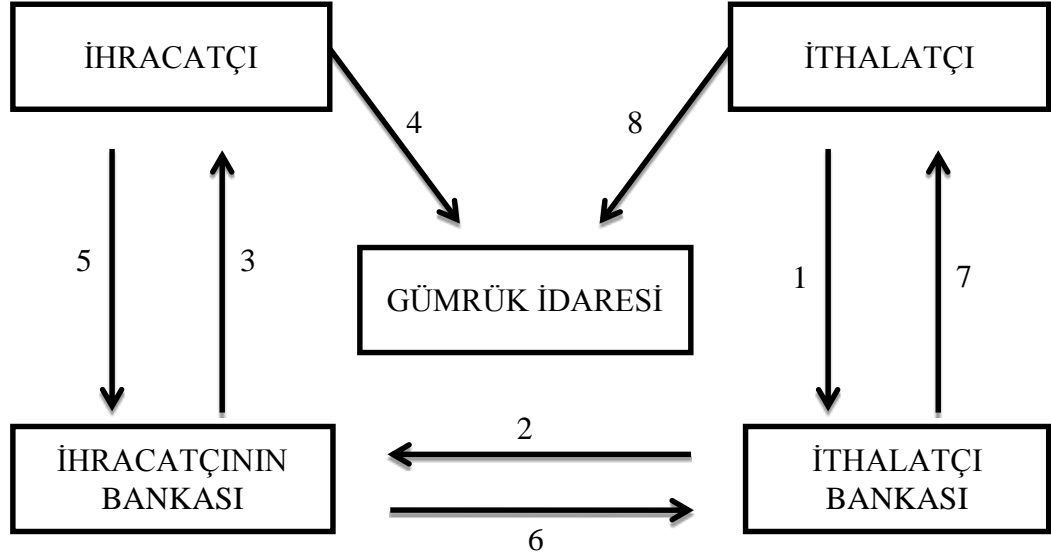 İHRACATÇI
İTHALATÇI
4
8
5
3
GÜMRÜK İDARESİ
1
7
2
İHRACATÇININ
BANKASI
İTHALATÇI
BANKASI
6